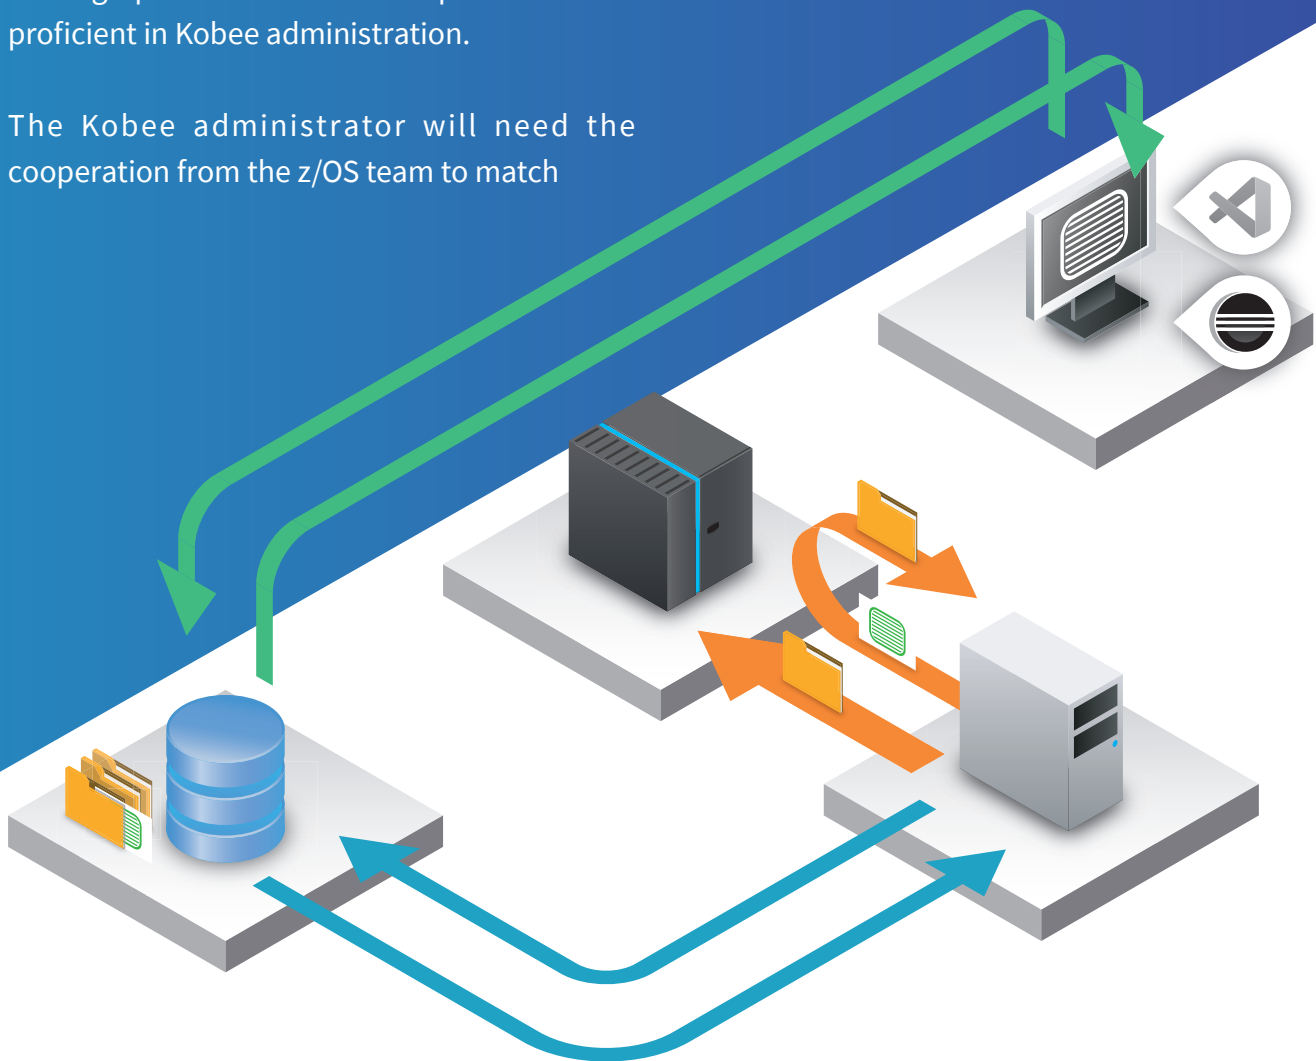 proficient in Kobee administration.
The Kobee administrator will need the
cooperation from the z/OS team to match